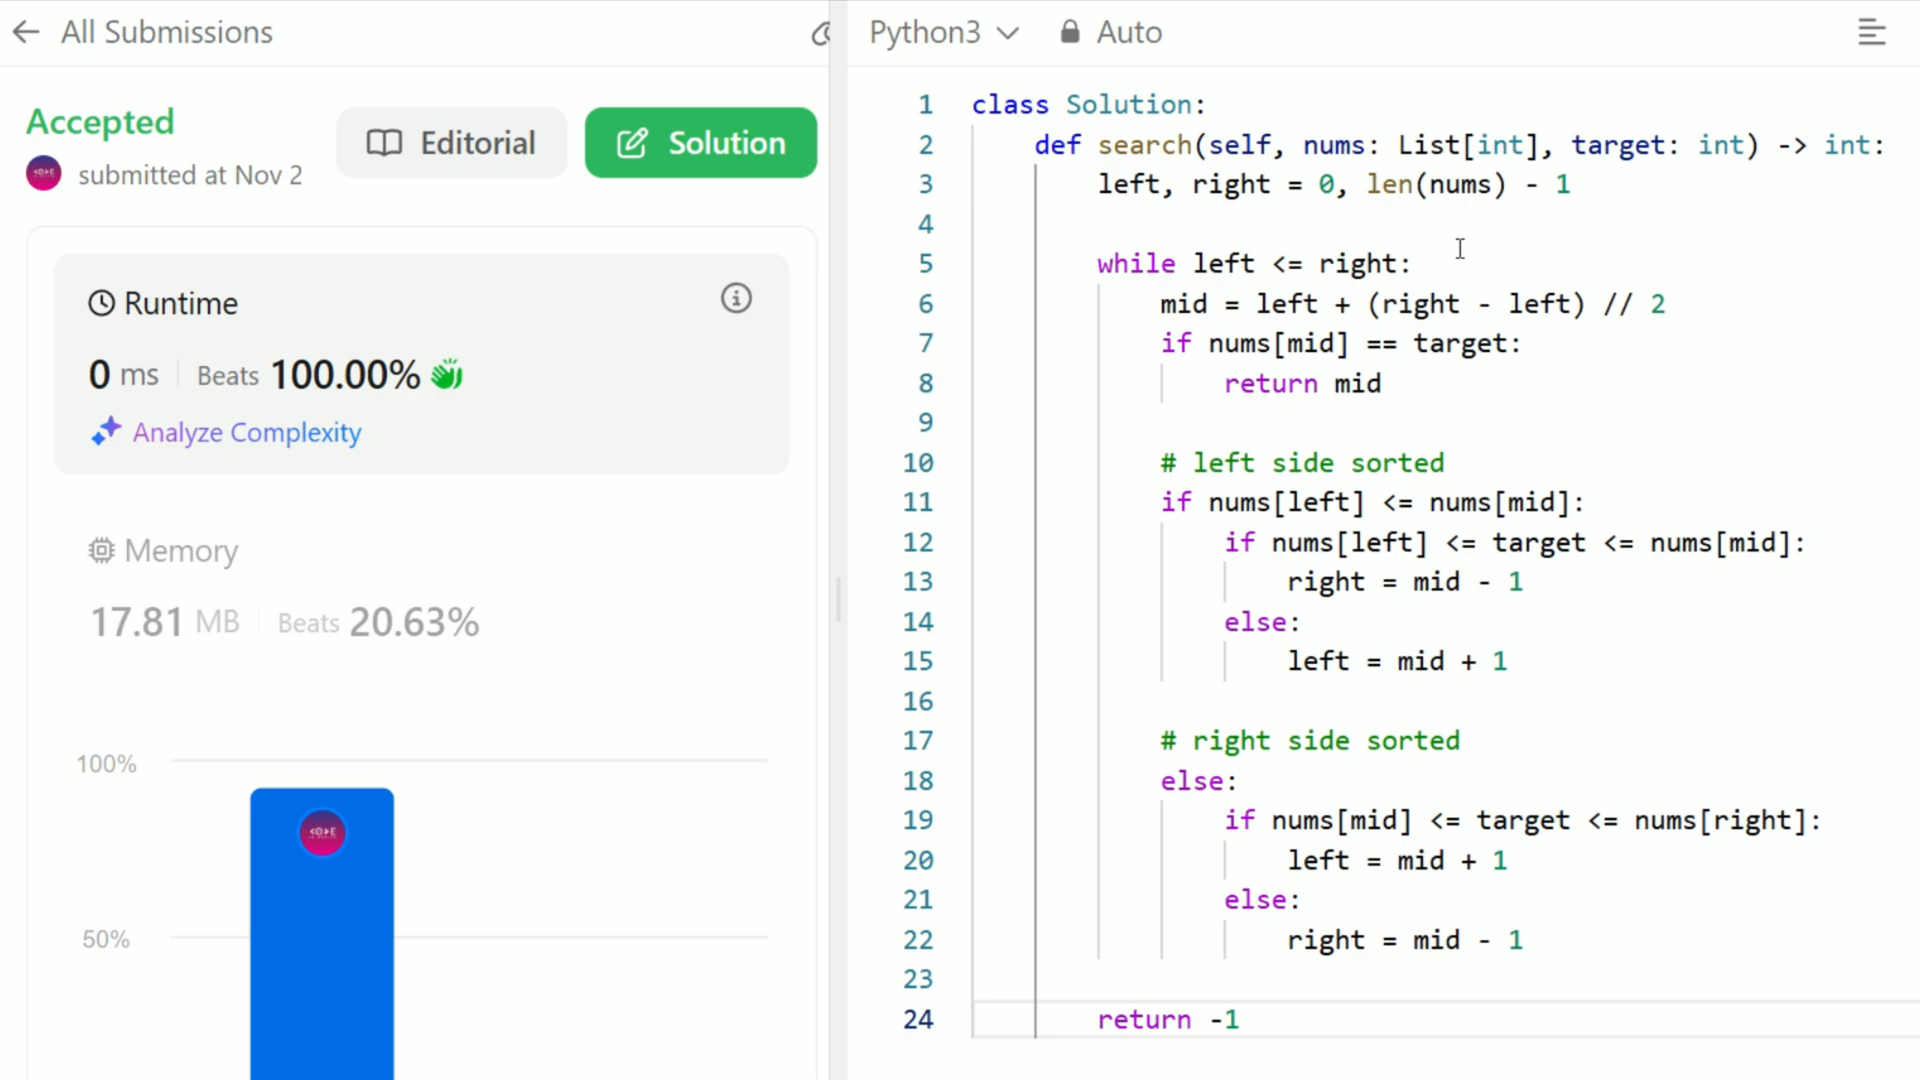 All Submissions
Accepted
submitted at Nov 2
Editorial
Solution
Runtime
0 ms
Beats 100.00%
Analyze Complexity
Memory
17.81 MB
Beats 20.63%
100%
50%
Python3
Auto
1 class Solution:
2     def search(self, nums: List[int], target: int) -> int:
3         left, right = 0, len(nums) - 1
4
5         while left <= right:
6             mid = left + (right - left) // 2
7             if nums[mid] == target:
8                 return mid
9
10             # left side sorted
11             if nums[left] <= nums[mid]:
12                 if nums[left] <= target <= nums[mid]:
13                     right = mid - 1
14                 else:
15                     left = mid + 1
16
17             # right side sorted
18             else:
19                 if nums[mid] <= target <= nums[right]:
20                     left = mid + 1
21                 else:
22                     right = mid - 1
23
24         return -1